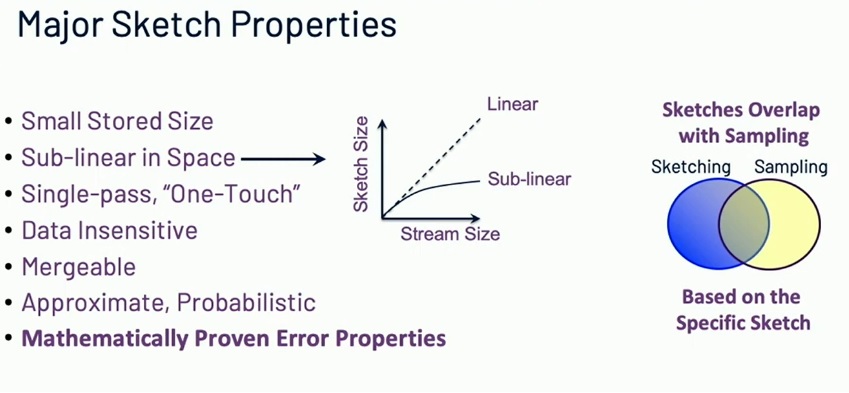 Major Sketch Properties
• Small Stored Size
• Sub-linear in Space
• Single-pass, “One-Touch”
• Data Insensitive
• Mergeable
• Approximate, Probabilistic
• Mathematically Proven Error Properties
Sketch Size
Linear
Sub-linear
Stream Size
Sketches Overlap
with Sampling
Sketching Sampling
Based on the
Specific Sketch